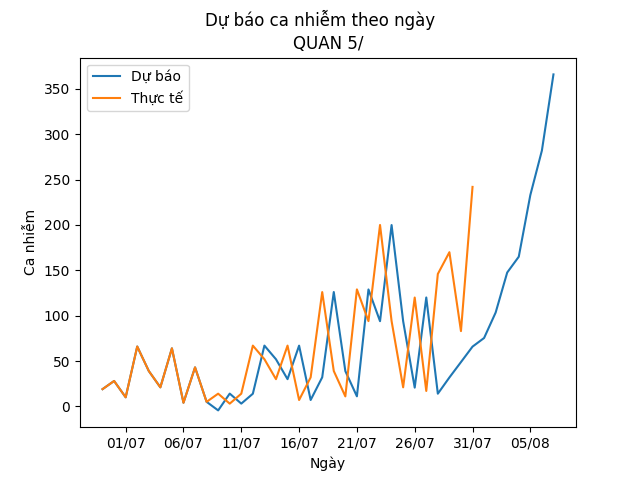 Dự báo ca nhiễm theo ngày
QUAN 5/
Dự báo
Thực tế
350
300
250
200
150
100
50
0
Ca nhiễm
01/07 06/07 11/07 16/07 21/07 26/07 31/07 05/08
Ngày